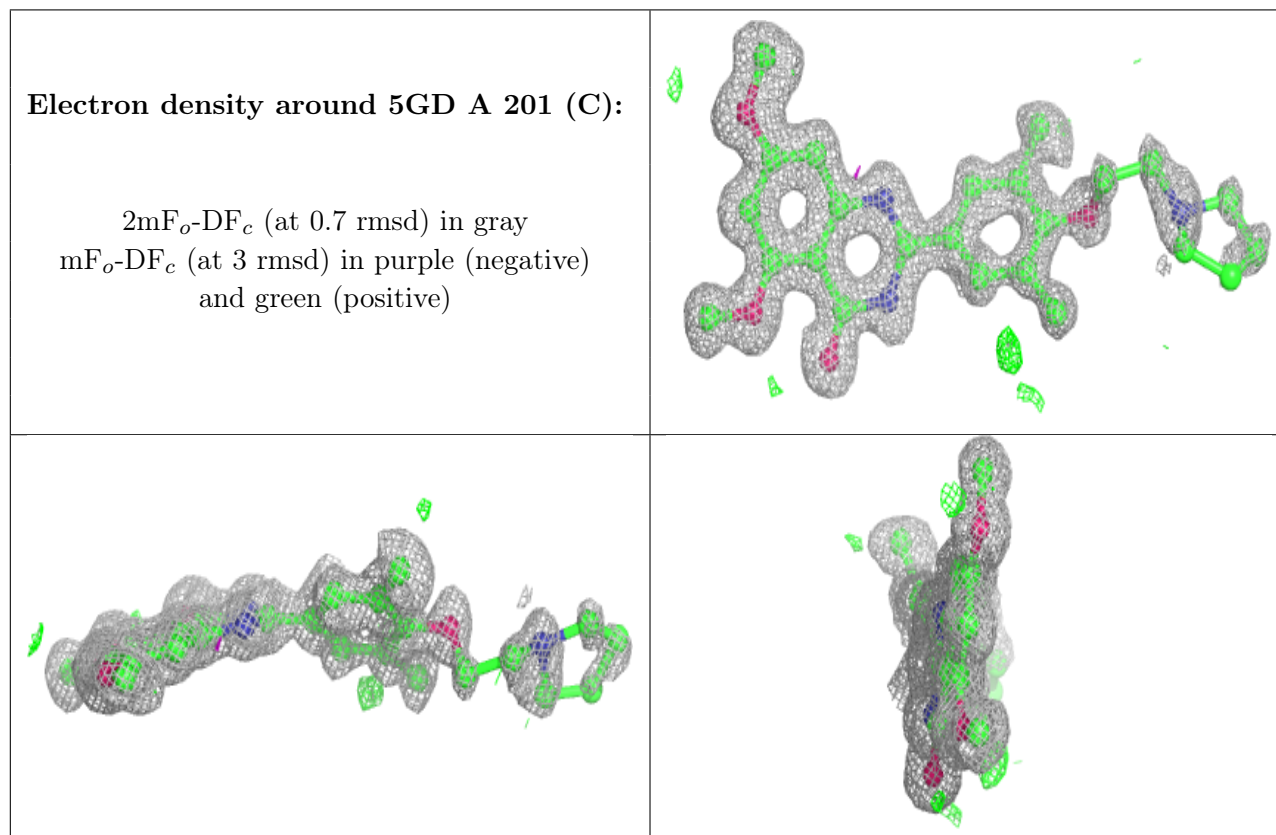 Electron density around 5GD A 201 (C):
2mFo-DFc (at 0.7 rmsd) in gray
mFo-DFc (at 3 rmsd) in purple (negative)
and green (positive)